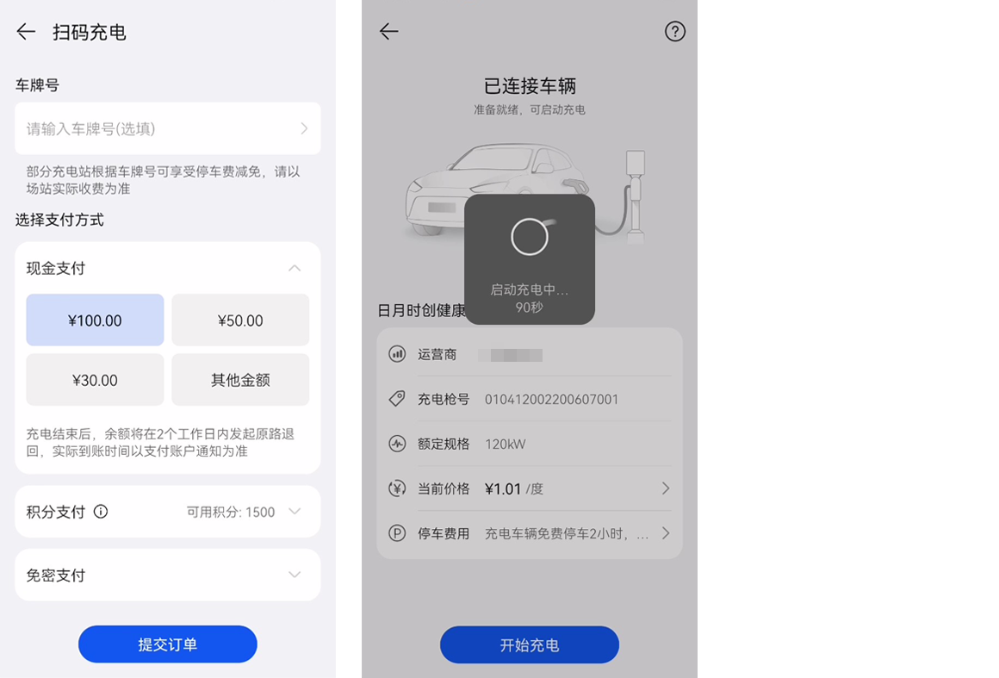 扫码充电
车牌号
请输入车牌号(选填)
部分充电站根据车牌号可享受停车费减免，请以
场站实际收费为准
选择支付方式
现金支付
¥100.00
¥50.00
¥30.00
其他金额
充电结束后，余额将在2个工作日内发起原路退
回，实际到账时间以支付账户通知为准
积分支付
可用积分: 1500
免密支付
提交订单
?
已连接车辆
准备就绪，可启动充电
启动充电中...
90秒
日月时创健康
运营商
充电枪号 010412002200607001
额定规格 120kW
¥ 当前价格 ¥1.01 /度
P 停车费用 充电车辆免费停车2小时，...
开始充电